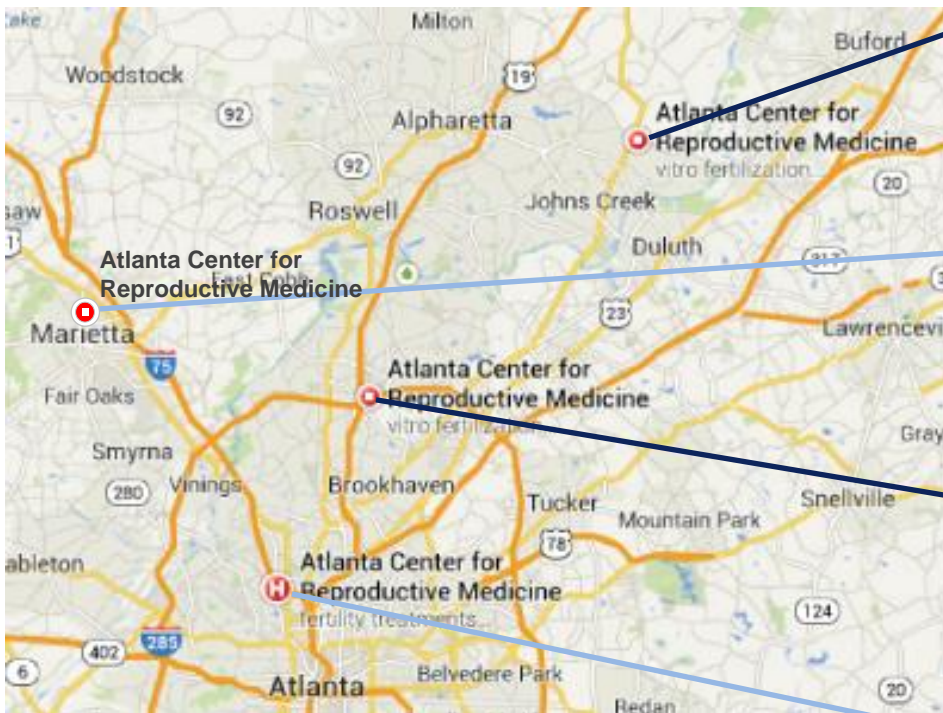 Milton
Buford
Woodstock
19
92
Alpharetta
Atlanta Center for
Reproductive Medicine
vitro fertilization...
92
20
Johns Creek
Roswell
Duluth
Atlanta Center for
Reproductive Medicine
East Cobb
317
23
Marietta
75
Atlanta Center for
Reproductive Medicine
vitro fertilization...
Fair Oaks
Smyrna
280
Vinings
Brookhaven
Tucker
Snellville
Mountain Park
78
Atlanta Center for
Reproductive Medicine
fertility treatments...
H
124
402
285
6
Belvedere Park
Atlanta
20
Redan